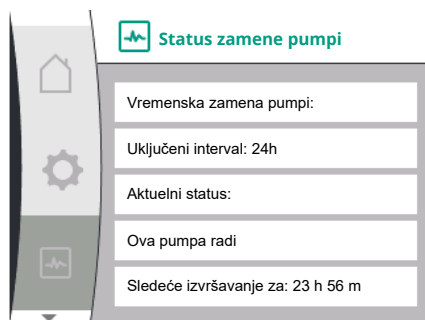 Status zamene pumpi
Vremenska zamena pumpi:
Uključeni interval: 24h
Aktuelni status:
Ova pumpa radi
Sledeće izvršavanje za: 23 h 56 m